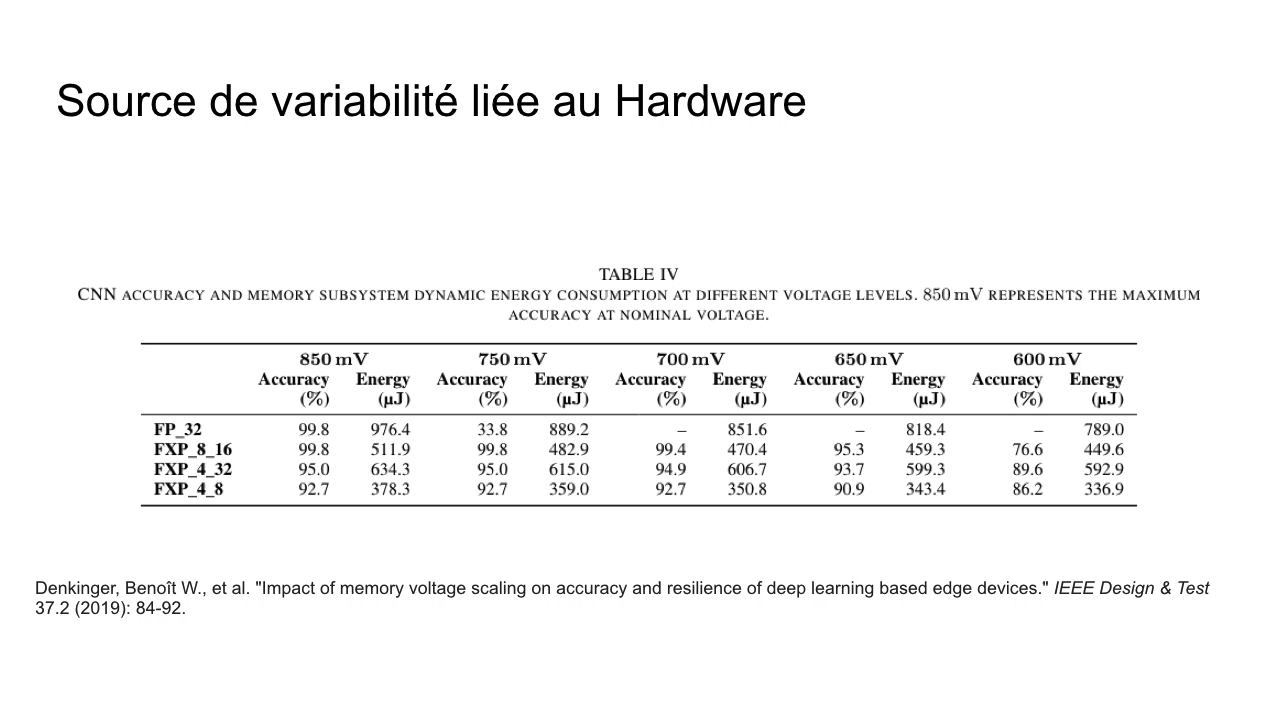 Source de variabilité liée au Hardware
TABLE IV
CNN ACCURACY AND MEMORY SUBSYSTEM DYNAMIC ENERGY CONSUMPTION AT DIFFERENT VOLTAGE LEVELS. 850 mV REPRESENTS THE MAXIMUM
ACCURACY AT NOMINAL VOLTAGE.
850 mV 750 mV 700 mV 650 mV 600 mV
Accuracy Energy Accuracy Energy Accuracy Energy Accuracy Energy Accuracy Energy
(%) (µJ) (%) (µJ) (%) (µJ) (%) (µJ) (%) (µJ)
FP_32 99.8 976.4 33.8 889.2 – 851.6 – 818.4 – 789.0
FXP_8_16 99.8 511.9 99.8 482.9 99.4 470.4 95.3 459.3 76.6 449.6
FXP_4_32 95.0 634.3 95.0 615.0 94.9 606.7 93.7 599.3 89.6 592.9
FXP_4_8 92.7 378.3 92.7 359.0 92.7 350.8 90.9 343.4 86.2 336.9
Denkinger, Benoît W., et al. "Impact of memory voltage scaling on accuracy and resilience of deep learning based edge devices." IEEE Design & Test
37.2 (2019): 84-92.